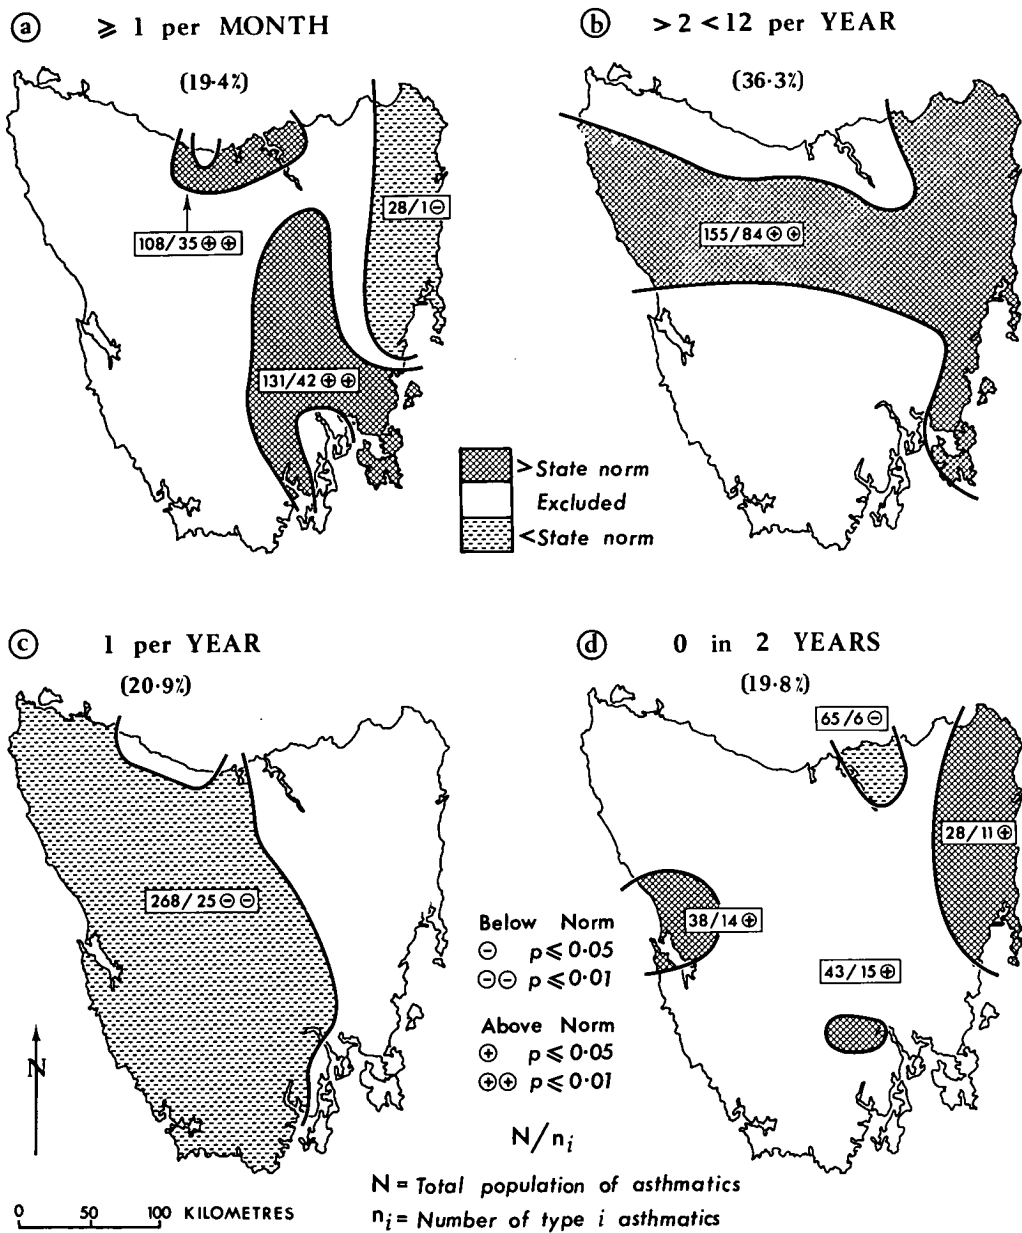 ⓐ ⩾ 1 per MONTH
(19·4%)
108/35 ⊕ ⊕
28/1 ⊖
131/42 ⊕ ⊕
ⓑ > 2 < 12 per YEAR
(36·3%)
155/84 ⊕ ⊕
> State norm
Excluded
< State norm
ⓒ 1 per YEAR
(20·9%)
268/25 ⊖ ⊖
ⓓ 0 in 2 YEARS
(19·8%)
65/6 ⊖
28/11 ⊕
38/14 ⊕
43/15 ⊕
Below Norm
⊖ p ⩽ 0·05
⊖⊖ p ⩽ 0·01
Above Norm
⊕ p ⩽ 0·05
⊕⊕ p ⩽ 0·01
N/nᵢ
N = Total population of asthmatics
nᵢ = Number of type i asthmatics
N
0 50 100 KILOMETRES